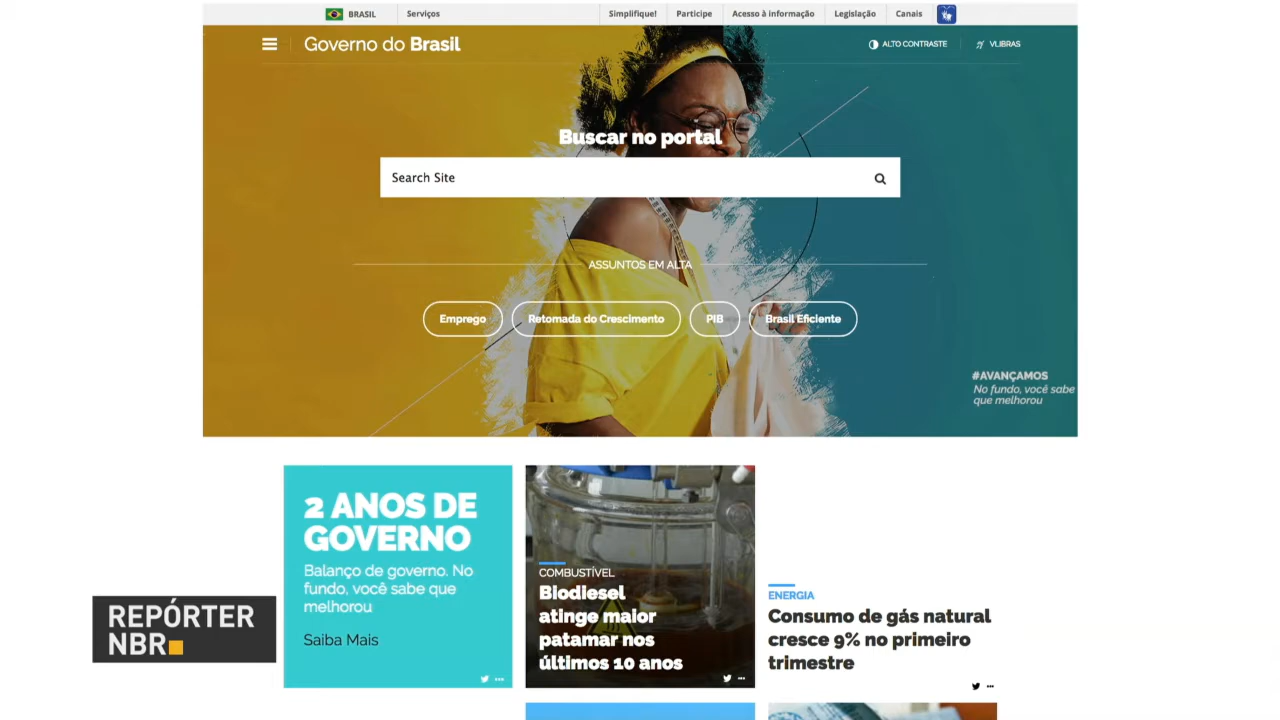 BRASIL Serviços Simplifique! Participe Acesso à informação Legislação Canais
Governo do Brasil ALTO CONTRASTE VLIBRAS
Buscar no portal
Search Site
ASSUNTOS EM ALTA
Emprego Retomada do Crescimento PIB Brasil Eficiente
#AVANÇAMOS
No fundo, você sabe
que melhorou
2 ANOS DE
GOVERNO
Balanço de governo. No
fundo, você sabe que
melhorou
Saiba Mais
COMBUSTÍVEL
Biodiesel
atinge maior
patamar nos
últimos 10 anos
ENERGIA
Consumo de gás natural
cresce 9% no primeiro
trimestre
REPÓRTER
NBR